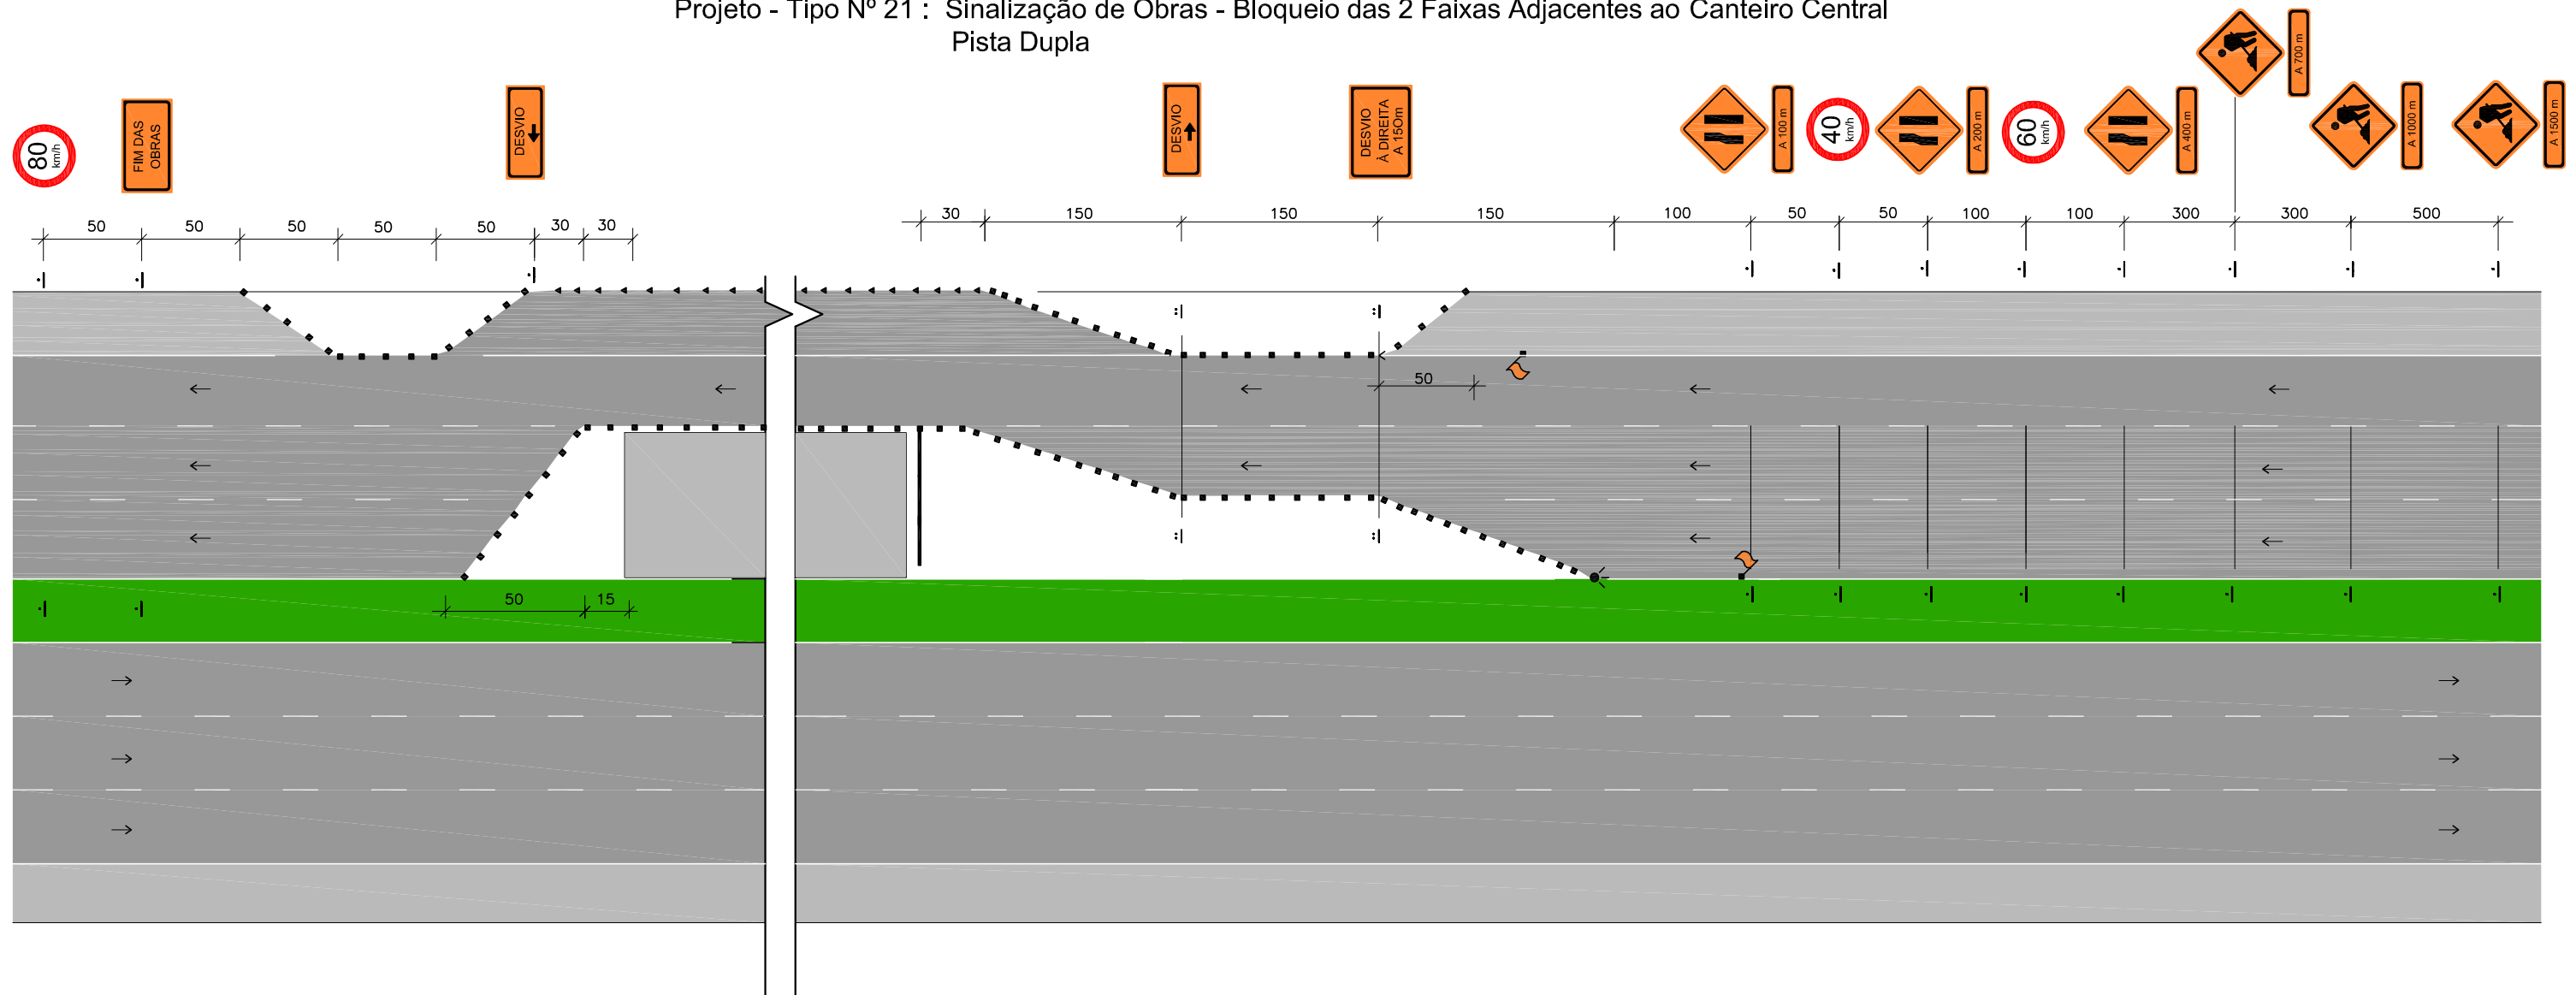 Projeto - Tipo Nº 21 : Sinalização de Obras - Bloqueio das 2 Faixas Adjacentes ao Canteiro Central
Pista Dupla
80
km/h
FIM DAS
OBRAS
DESVIO
DESVIO
DESVIO
À DIREITA
A 150m
A 100 m
40
km/h
A 200 m
60
km/h
A 400 m
A 700 m
A 1000 m
A 1500 m
50 50 50 50 50 30 30
30 150 150 150 100 50 50 100 100 300 300 500
50
50 15